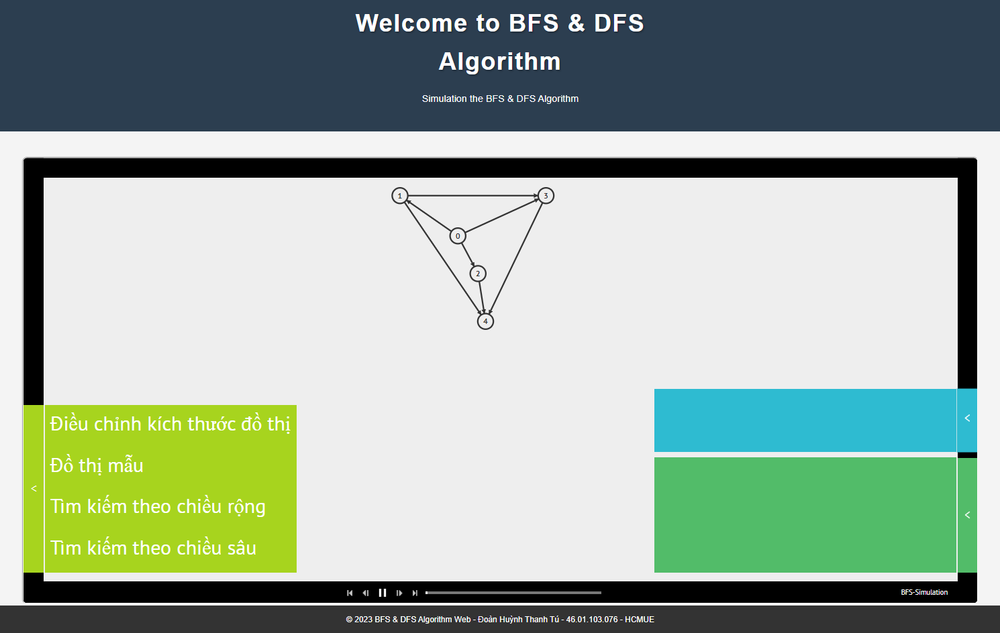 Welcome to BFS & DFS
Algorithm
Simulation the BFS & DFS Algorithm
1
3
0
2
4
Điều chỉnh kích thước đồ thị
Đồ thị mẫu
Tìm kiếm theo chiều rộng
Tìm kiếm theo chiều sâu
<
<
<
BFS-Simulation
© 2023 BFS & DFS Algorithm Web - Đoàn Huỳnh Thanh Tú - 46.01.103.076 - HCMUE